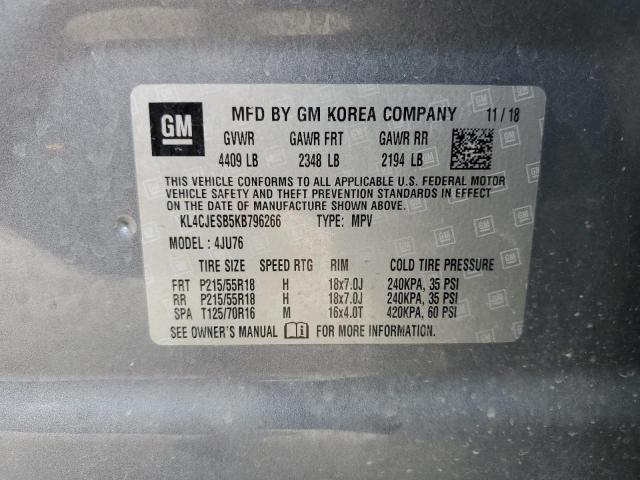 GM
MFD BY GM KOREA COMPANY 11 / 18
GVWR GAWR FRT GAWR RR
4409 LB 2348 LB 2194 LB
THIS VEHICLE CONFORMS TO ALL APPLICABLE U.S. FEDERAL MOTOR
VEHICLE SAFETY AND THEFT PREVENTION STANDARDS IN EFFECT
ON THE DATE OF MANUFACTURE SHOWN ABOVE.
KL4CJESB5KB796266 TYPE: MPV
MODEL : 4JU76
TIRE SIZE SPEED RTG RIM COLD TIRE PRESSURE
FRT P215/55R18 H 18x7.0J 240KPA, 35 PSI
RR P215/55R18 H 18x7.0J 240KPA, 35 PSI
SPA T125/70R16 M 16x4.0T 420KPA, 60 PSI
SEE OWNER'S MANUAL FOR MORE INFORMATION.